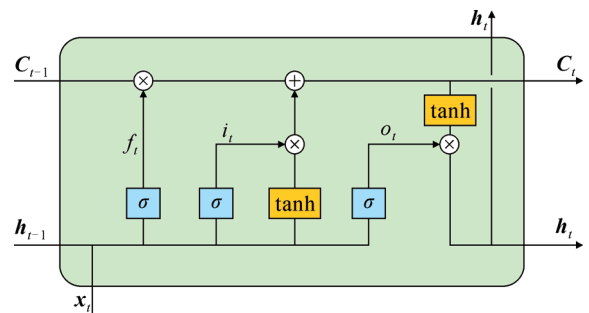 h_t
C_{t-1} × + C_t
tanh
f_t i_t × o_t ×
σ σ tanh σ
h_{t-1} h_t
x_t